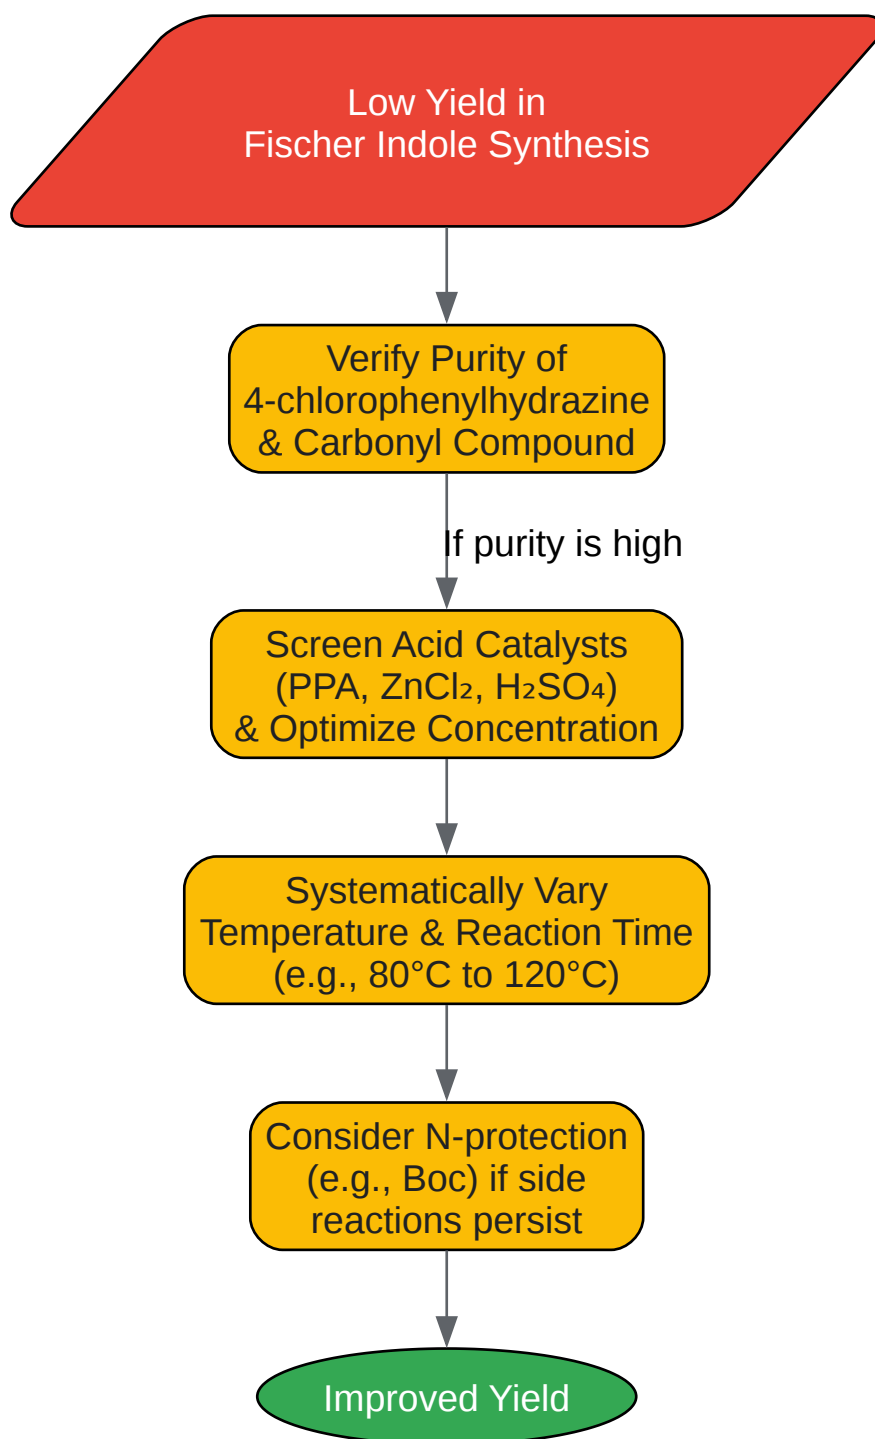 Low Yield in
Fischer Indole Synthesis
Verify Purity of
4-chlorophenylhydrazine
& Carbonyl Compound
If purity is high
Screen Acid Catalysts
(PPA, ZnCl₂, H₂SO₄)
& Optimize Concentration
Systematically Vary
Temperature & Reaction Time
(e.g., 80°C to 120°C)
Consider N-protection
(e.g., Boc) if side
reactions persist
Improved Yield